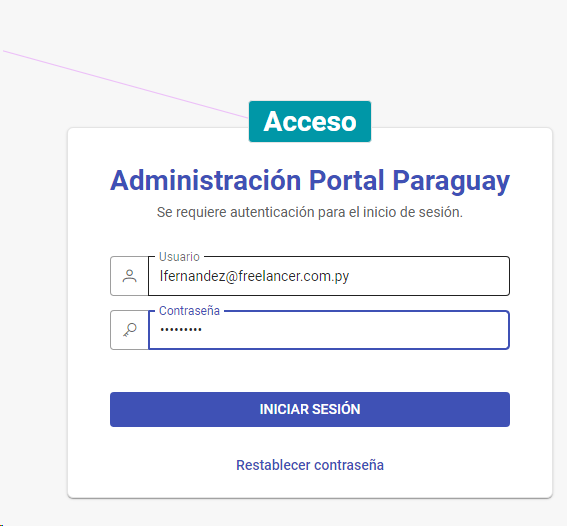 Acceso
Administración Portal Paraguay
Se requiere autenticación para el inicio de sesión.
Usuario
lfernandez@freelancer.com.py
Contraseña
•••••••••
INICIAR SESIÓN
Restablecer contraseña